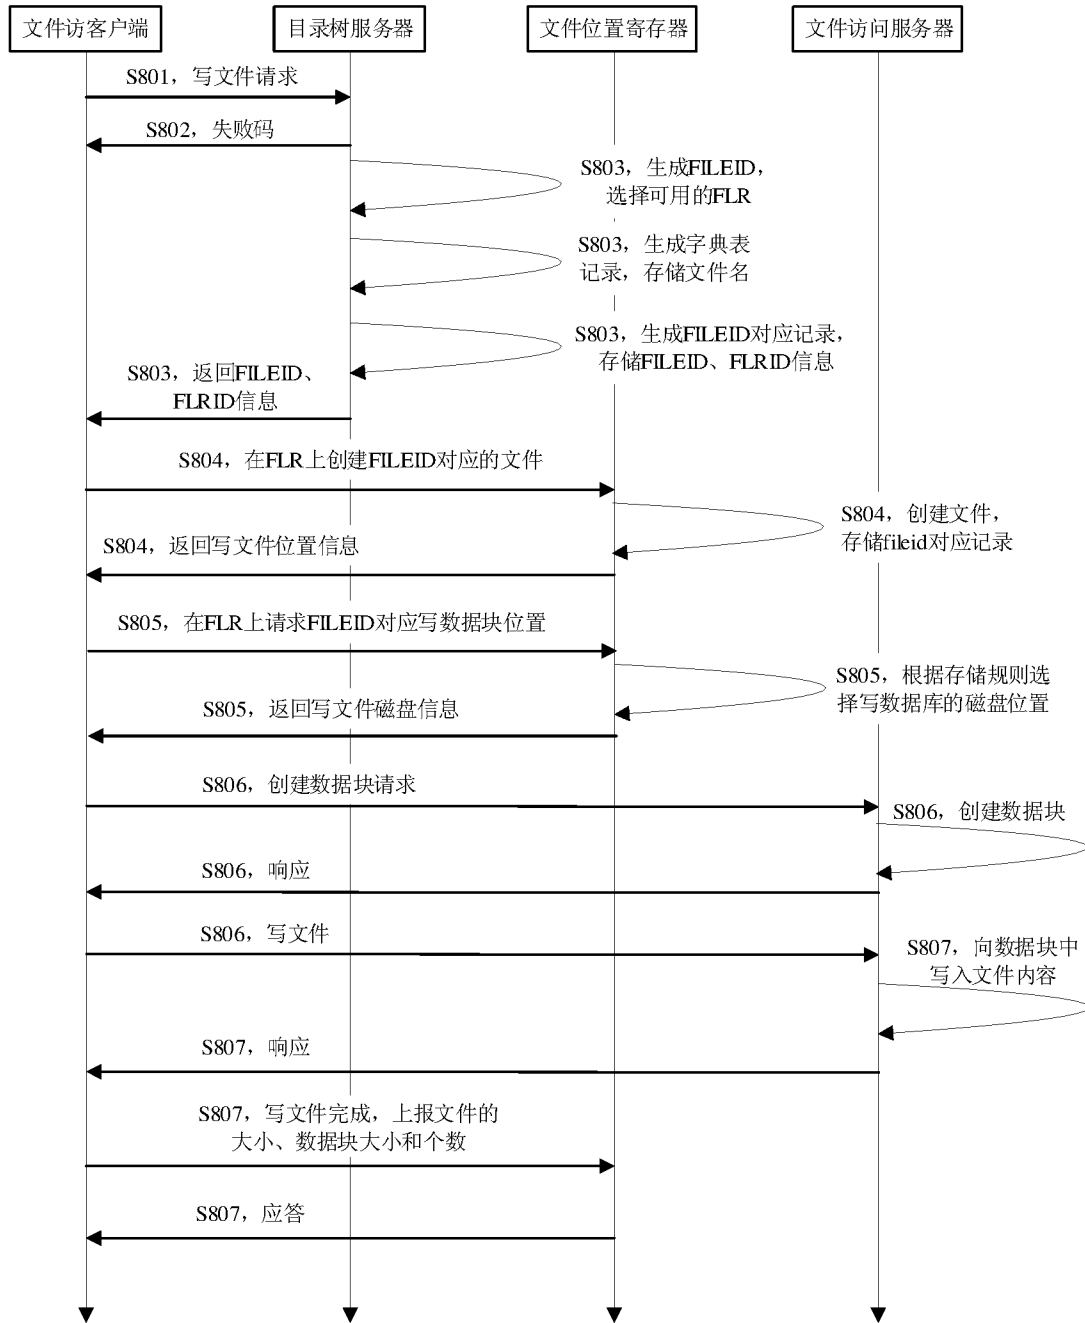 文件访客户端
目录树服务器
文件位置寄存器
文件访问服务器
S801，写文件请求
S802，失败码
S803，生成FILEID，
选择可用的FLR
S803，生成字典表
记录，存储文件名
S803，生成FILEID对应记录，
存储FILEID、FLRID信息
S803，返回FILEID、
FLRID信息
S804，在FLR上创建FILEID对应的文件
S804，创建文件，
存储fileid对应记录
S804，返回写文件位置信息
S805，在FLR上请求FILEID对应写数据块位置
S805，根据存储规则选
择写数据库的磁盘位置
S805，返回写文件磁盘信息
S806，创建数据块请求
S806，创建数据块
S806，响应
S806，写文件
S807，向数据块中
写入文件内容
S807，响应
S807，写文件完成，上报文件的
大小、数据块大小和个数
S807，应答